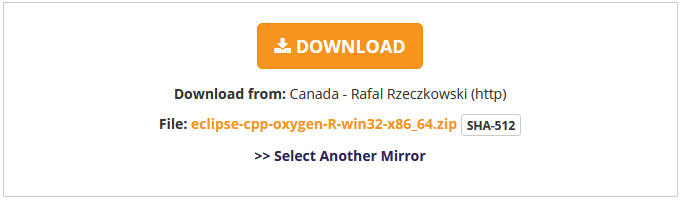 DOWNLOAD
Download from: Canada - Rafal Rzeczkowski (http)
File: eclipse-cpp-oxygen-R-win32-x86_64.zip SHA-512
>> Select Another Mirror